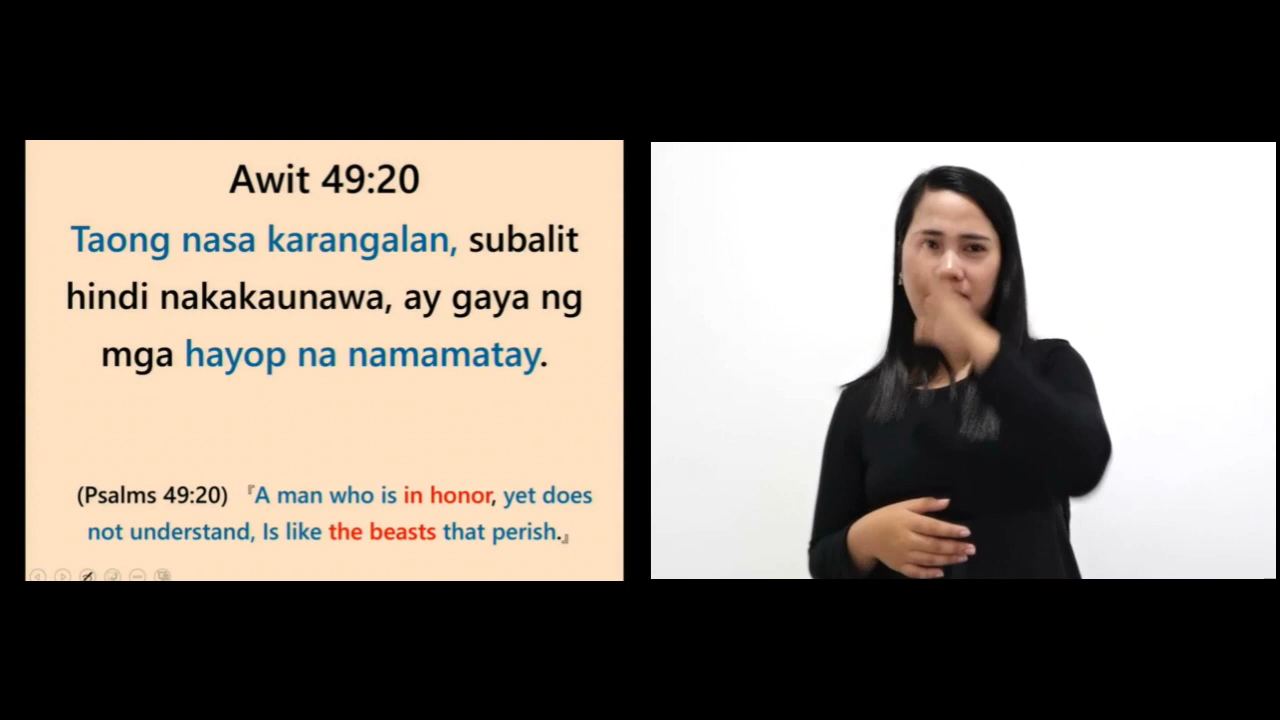 Awit 49:20
Taong nasa karangalan, subalit
hindi nakakaunawa, ay gaya ng
mga hayop na namamatay.
(Psalms 49:20) 『A man who is in honor, yet does
not understand, Is like the beasts that perish.』